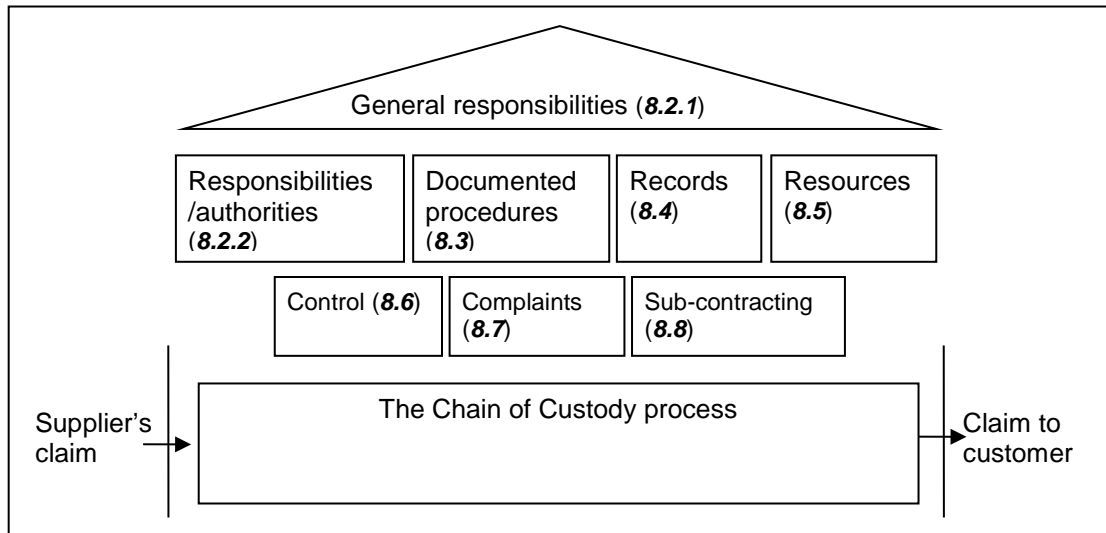 General responsibilities (8.2.1)
Responsibilities
/authorities
(8.2.2)
Documented
procedures
(8.3)
Records
(8.4)
Resources
(8.5)
Control (8.6)
Complaints
(8.7)
Sub-contracting
(8.8)
Supplier's
claim
The Chain of Custody process
Claim to
customer